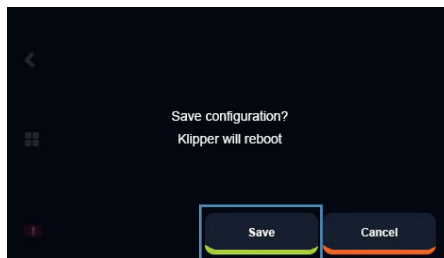 Save configuration?
Klipper will reboot
Save
Cancel